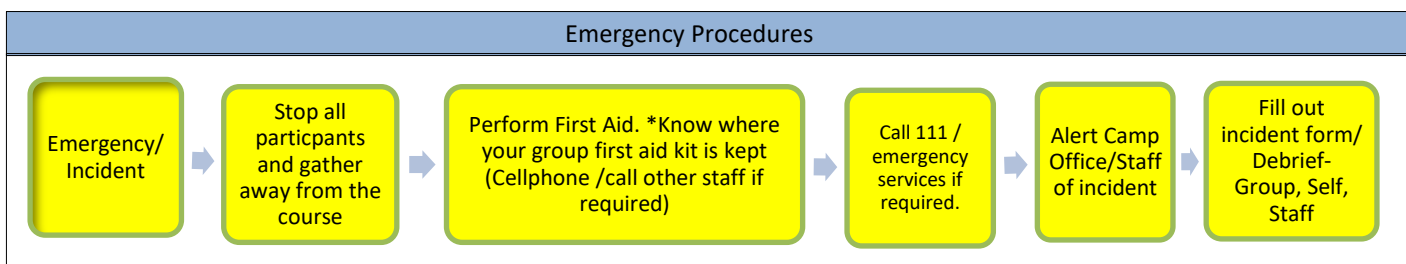 Emergency Procedures
Emergency/
Incident
Stop all
particpants
and gather
away from the
course
Perform First Aid. *Know where
your group first aid kit is kept
(Cellphone /call other staff if
required)
Call 111 /
emergency
services if
required.
Alert Camp
Office/Staff
of incident
Fill out
incident form/
Debrief-
Group, Self,
Staff